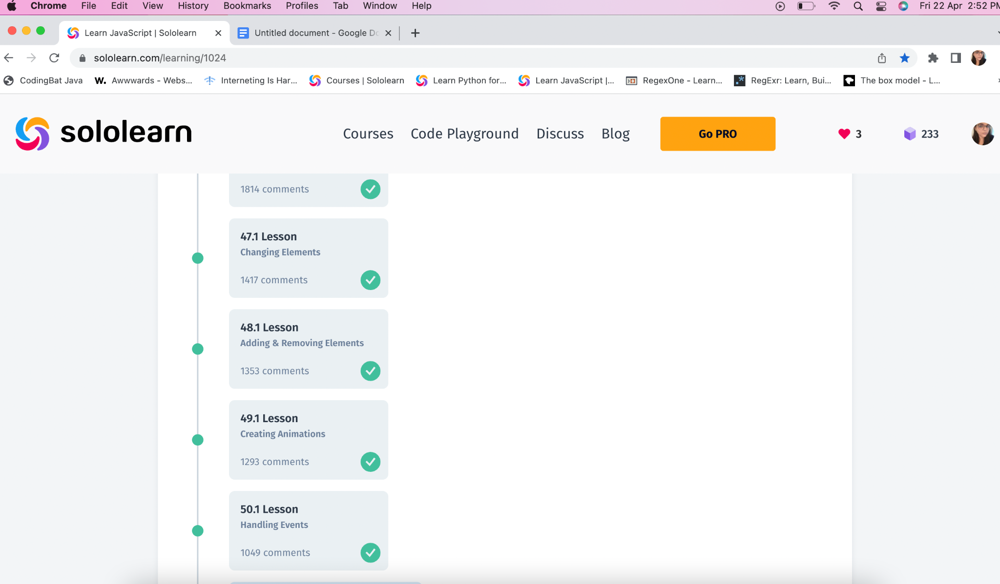 Chrome File Edit View History Bookmarks Profiles Tab Window Help Fri 22 Apr 2:52 PM
Learn JavaScript | Sololearn Untitled document - Google Do
sololearn.com/learning/1024
CodingBat Java W. Awwwards - Webs... Interneting Is Har... Courses | Sololearn Learn Python for... Learn JavaScript |... RegexOne - Learn... RegExr: Learn, Bui... The box model - L...
sololearn Courses Code Playground Discuss Blog Go PRO 3 233
1814 comments
47.1 Lesson
Changing Elements
1417 comments
48.1 Lesson
Adding & Removing Elements
1353 comments
49.1 Lesson
Creating Animations
1293 comments
50.1 Lesson
Handling Events
1049 comments